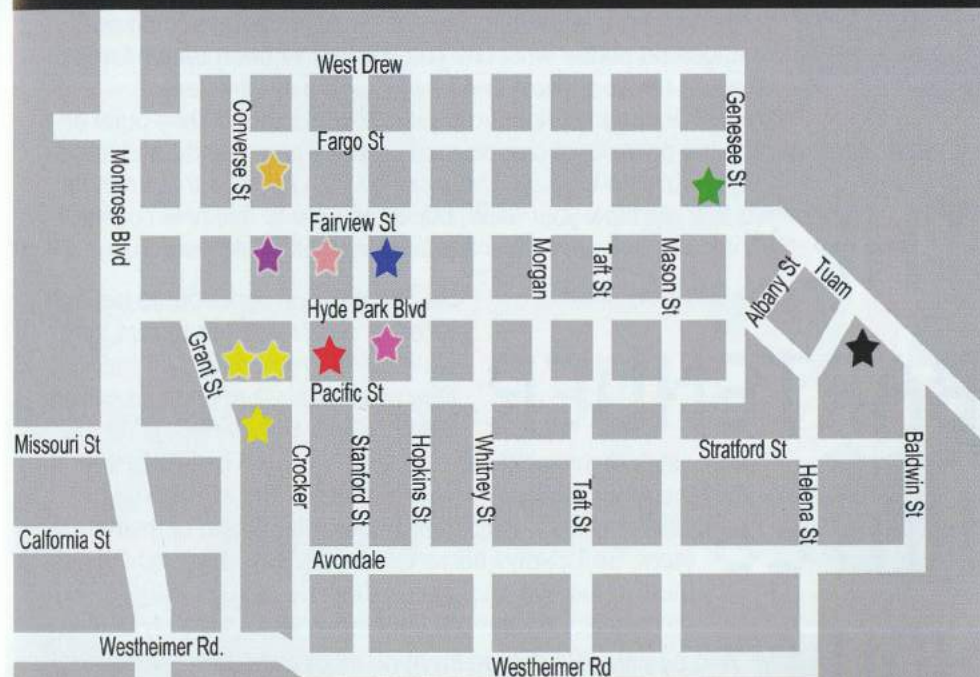 West Drew
Converse St
Genesee St
Fargo St
Montrose Blvd
Fairview St
Morgan
Taft St
Mason St
Albany St
Tuam
Hyde Park Blvd
Grant St
Pacific St
Missouri St
Crocker
Stanford St
Hopkins St
Whitney St
Stratford St
Baldwin St
Taft St
Helena St
Calfornia St
Avondale
Westheimer Rd.
Westheimer Rd